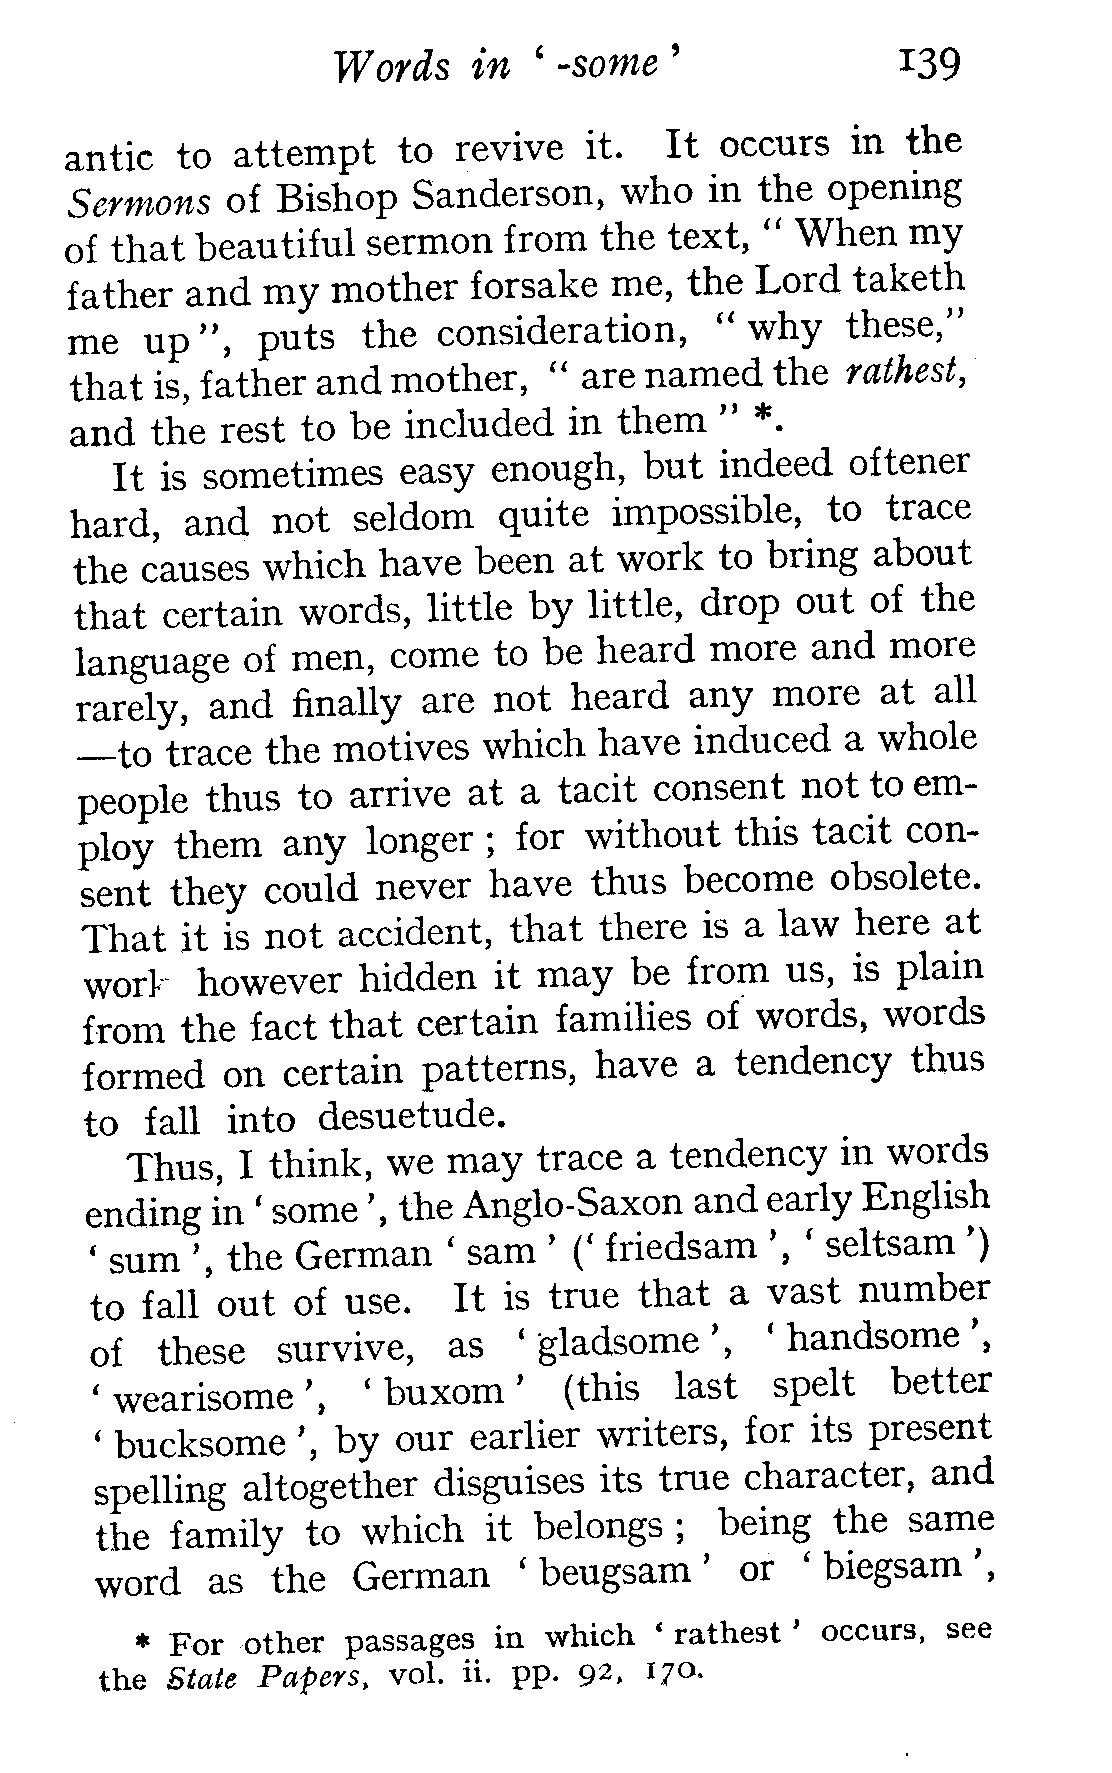 Words in ‘ -some ’ 139
antic to attempt to revive it. It occurs in the
Sermons of Bishop Sanderson, who in the opening
of that beautiful sermon from the text, “ When my
father and my mother forsake me, the Lord taketh
me up ”, puts the consideration, “ why these,”
that is, father and mother, “ are named the rathest,
and the rest to be included in them ” *.
It is sometimes easy enough, but indeed oftener
hard, and not seldom quite impossible, to trace
the causes which have been at work to bring about
that certain words, little by little, drop out of the
language of men, come to be heard more and more
rarely, and finally are not heard any more at all
—to trace the motives which have induced a whole
people thus to arrive at a tacit consent not to em-
ploy them any longer ; for without this tacit con-
sent they could never have thus become obsolete.
That it is not accident, that there is a law here at
work however hidden it may be from us, is plain
from the fact that certain families of words, words
formed on certain patterns, have a tendency thus
to fall into desuetude.
Thus, I think, we may trace a tendency in words
ending in ‘ some ’, the Anglo-Saxon and early English
‘ sum ’, the German ‘ sam ’ (‘ friedsam ’, ‘ seltsam ’)
to fall out of use. It is true that a vast number
of these survive, as ‘ gladsome ’, ‘ handsome ’,
‘ wearisome ’, ‘ buxom ’ (this last spelt better
‘ bucksome ’, by our earlier writers, for its present
spelling altogether disguises its true character, and
the family to which it belongs ; being the same
word as the German ‘ beugsam ’ or ‘ biegsam ’,
* For other passages in which ‘ rathest ’ occurs, see
the State Papers, vol. ii. pp. 92, 170.